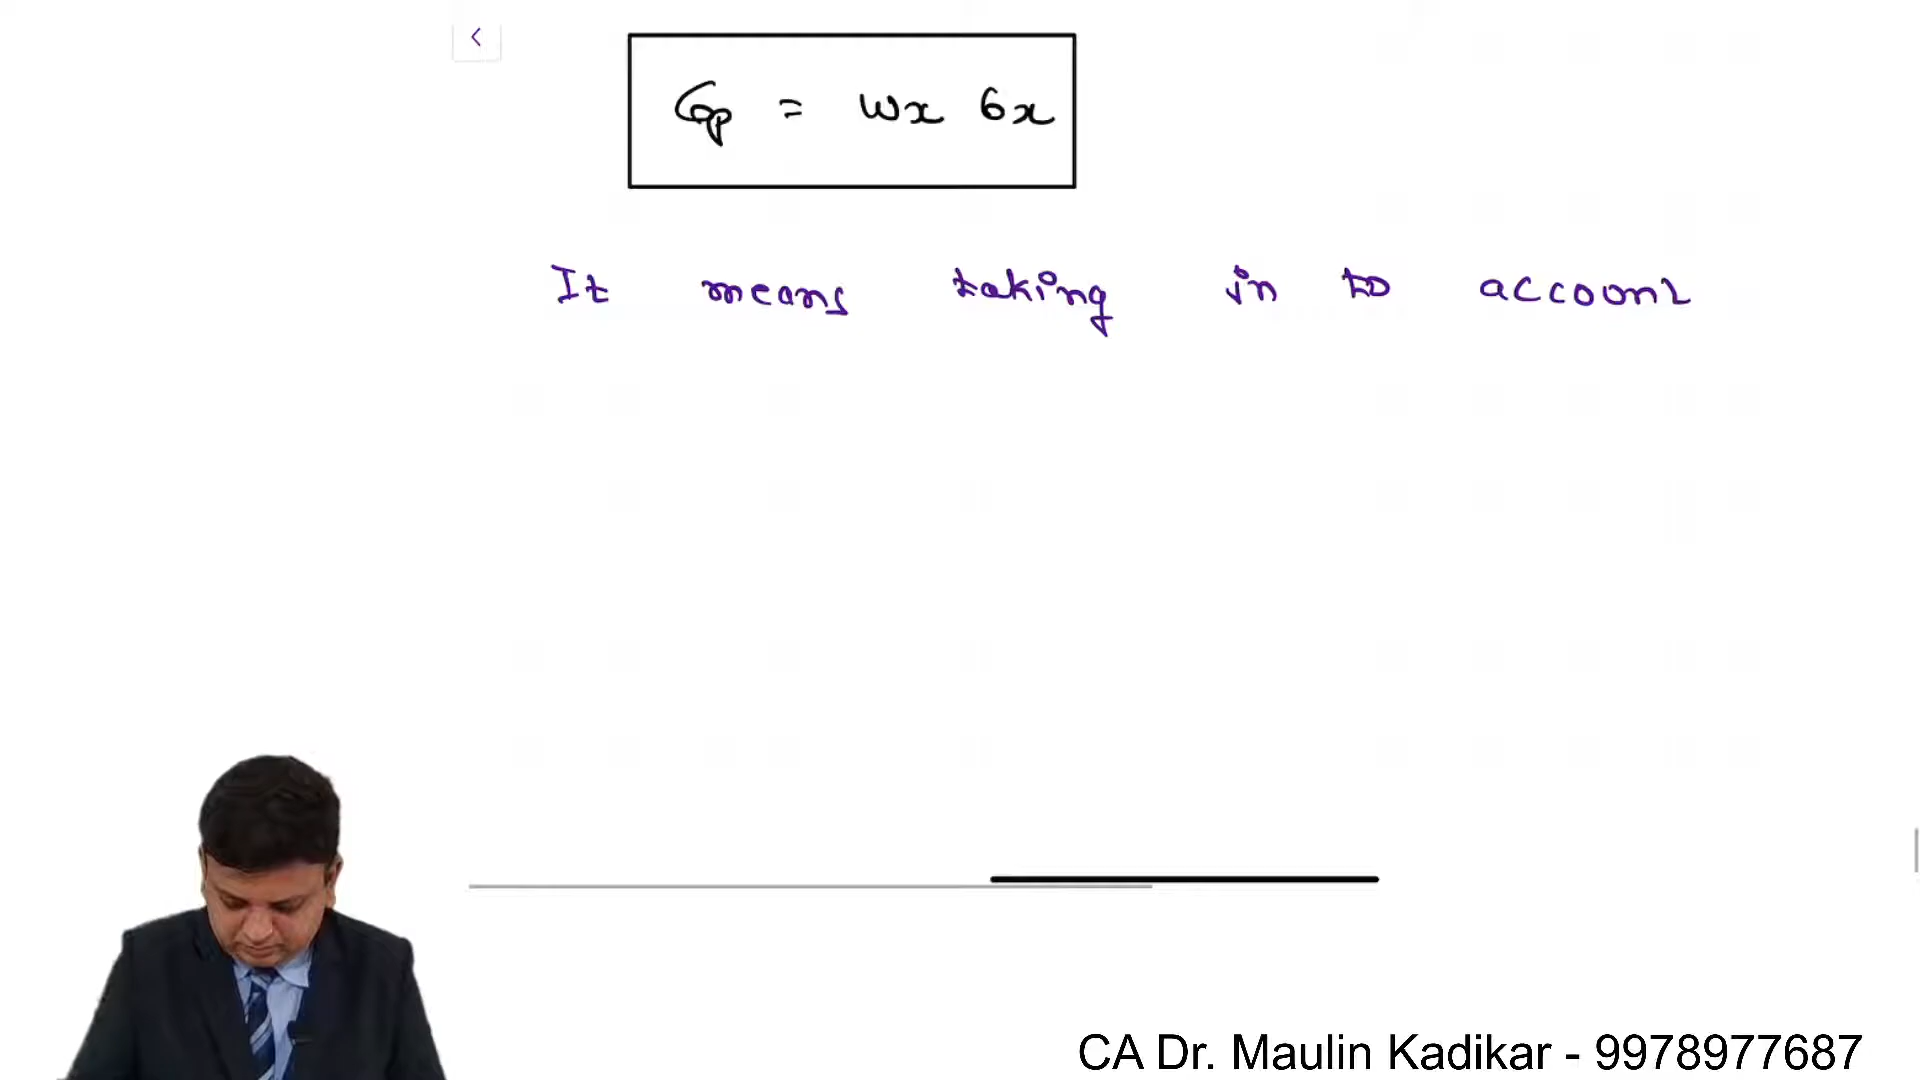 σp = wx σx
It means taking in to account
CA Dr. Maulin Kadikar - 9978977687